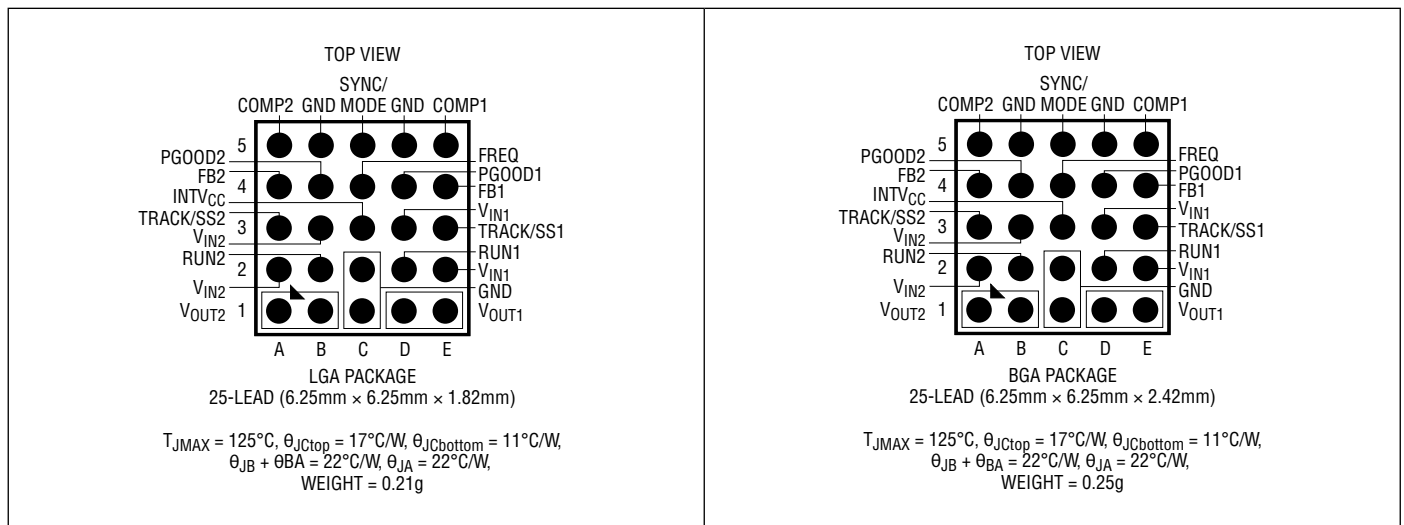 TOP VIEW
SYNC/
COMP2 GND MODE GND COMP1
5
PGOOD2
FREQ
PGOOD1
FB2
4
FB1
INTVCC
VIN1
TRACK/SS2
3
TRACK/SS1
VIN2
RUN2
RUN1
2
VIN1
VIN2
GND
VOUT2 1
VOUT1
A B C D E
LGA PACKAGE
25-LEAD (6.25mm × 6.25mm × 1.82mm)
TJMAX = 125°C, θJCtop = 17°C/W, θJCbottom = 11°C/W,
θJB + θBA = 22°C/W, θJA = 22°C/W,
WEIGHT = 0.21g
TOP VIEW
SYNC/
COMP2 GND MODE GND COMP1
5
PGOOD2
FREQ
PGOOD1
FB2
4
FB1
INTVCC
VIN1
TRACK/SS2
3
TRACK/SS1
VIN2
RUN2
RUN1
2
VIN1
VIN2
GND
VOUT2 1
VOUT1
A B C D E
BGA PACKAGE
25-LEAD (6.25mm × 6.25mm × 2.42mm)
TJMAX = 125°C, θJCtop = 17°C/W, θJCbottom = 11°C/W,
θJB + θBA = 22°C/W, θJA = 22°C/W,
WEIGHT = 0.25g